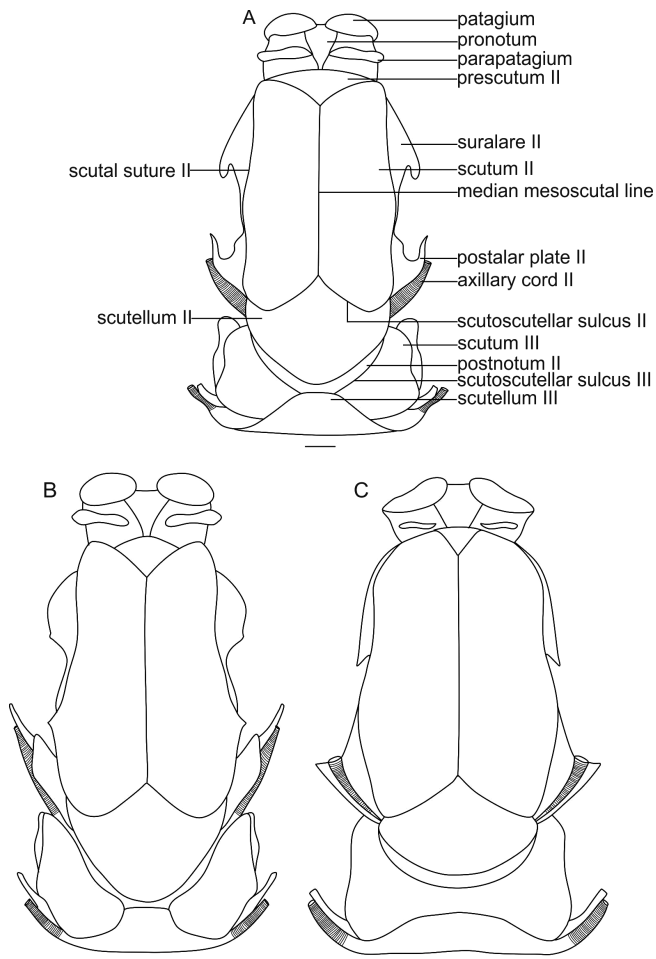 A
patagium
pronotum
parapatagium
prescutum II
suralare II
scutal suture II
scutum II
median mesoscutal line
postalar plate II
axillary cord II
scutellum II
scutoscutellar sulcus II
scutum III
postnotum II
scutoscutellar sulcus III
scutellum III
B
C